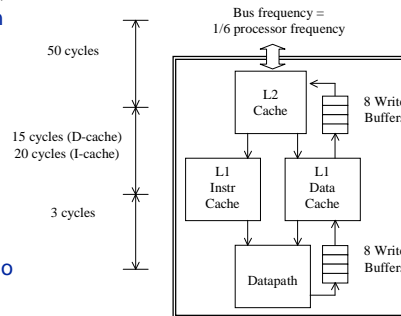 Bus frequency =
1/6 processor frequency
50 cycles
L2
Cache
8 Write
Buffers
15 cycles (D-cache)
20 cycles (I-cache)
L1
Instr
Cache
L1
Data
Cache
3 cycles
8 Write
Buffers
Datapath